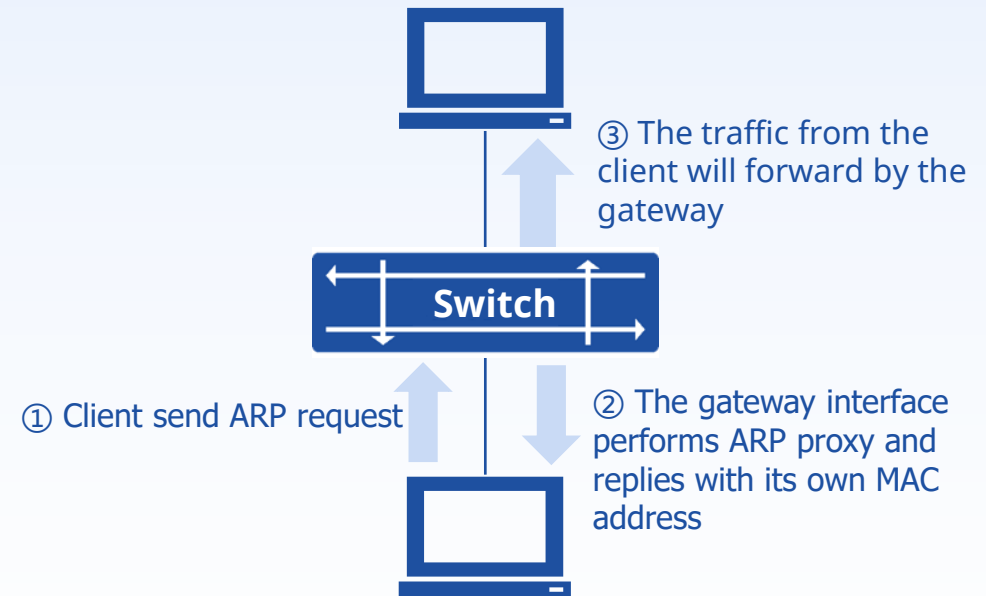 ③ The traffic from the
client will forward by the
gateway
Switch
① Client send ARP request
② The gateway interface
performs ARP proxy and
replies with its own MAC
address